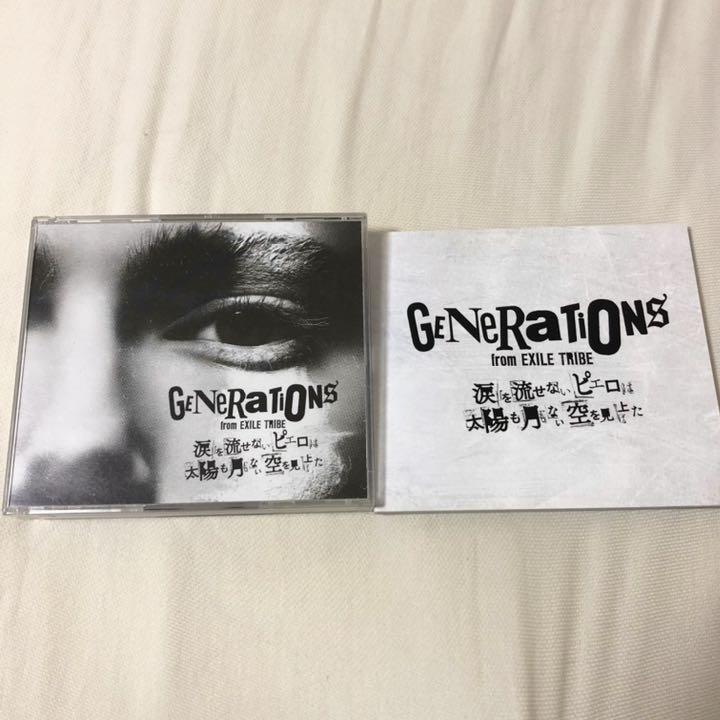 GENERATIONS
from EXILE TRIBE
涙を流せないピエロは
太陽も月もない空を見上げた
GENERATIONS
from EXILE TRIBE
涙を流せないピエロは
太陽も月もない空を見上げた